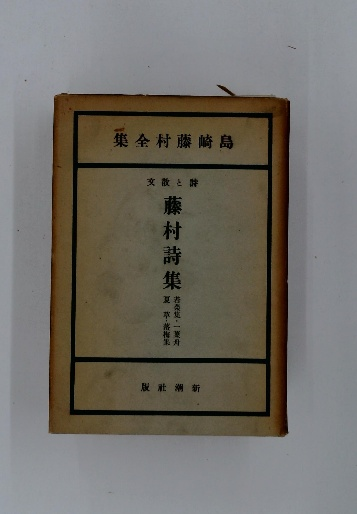 島崎藤村全集
詩と散文
藤村詩集
若菜集・一葉舟
夏草・落梅集
新潮社版